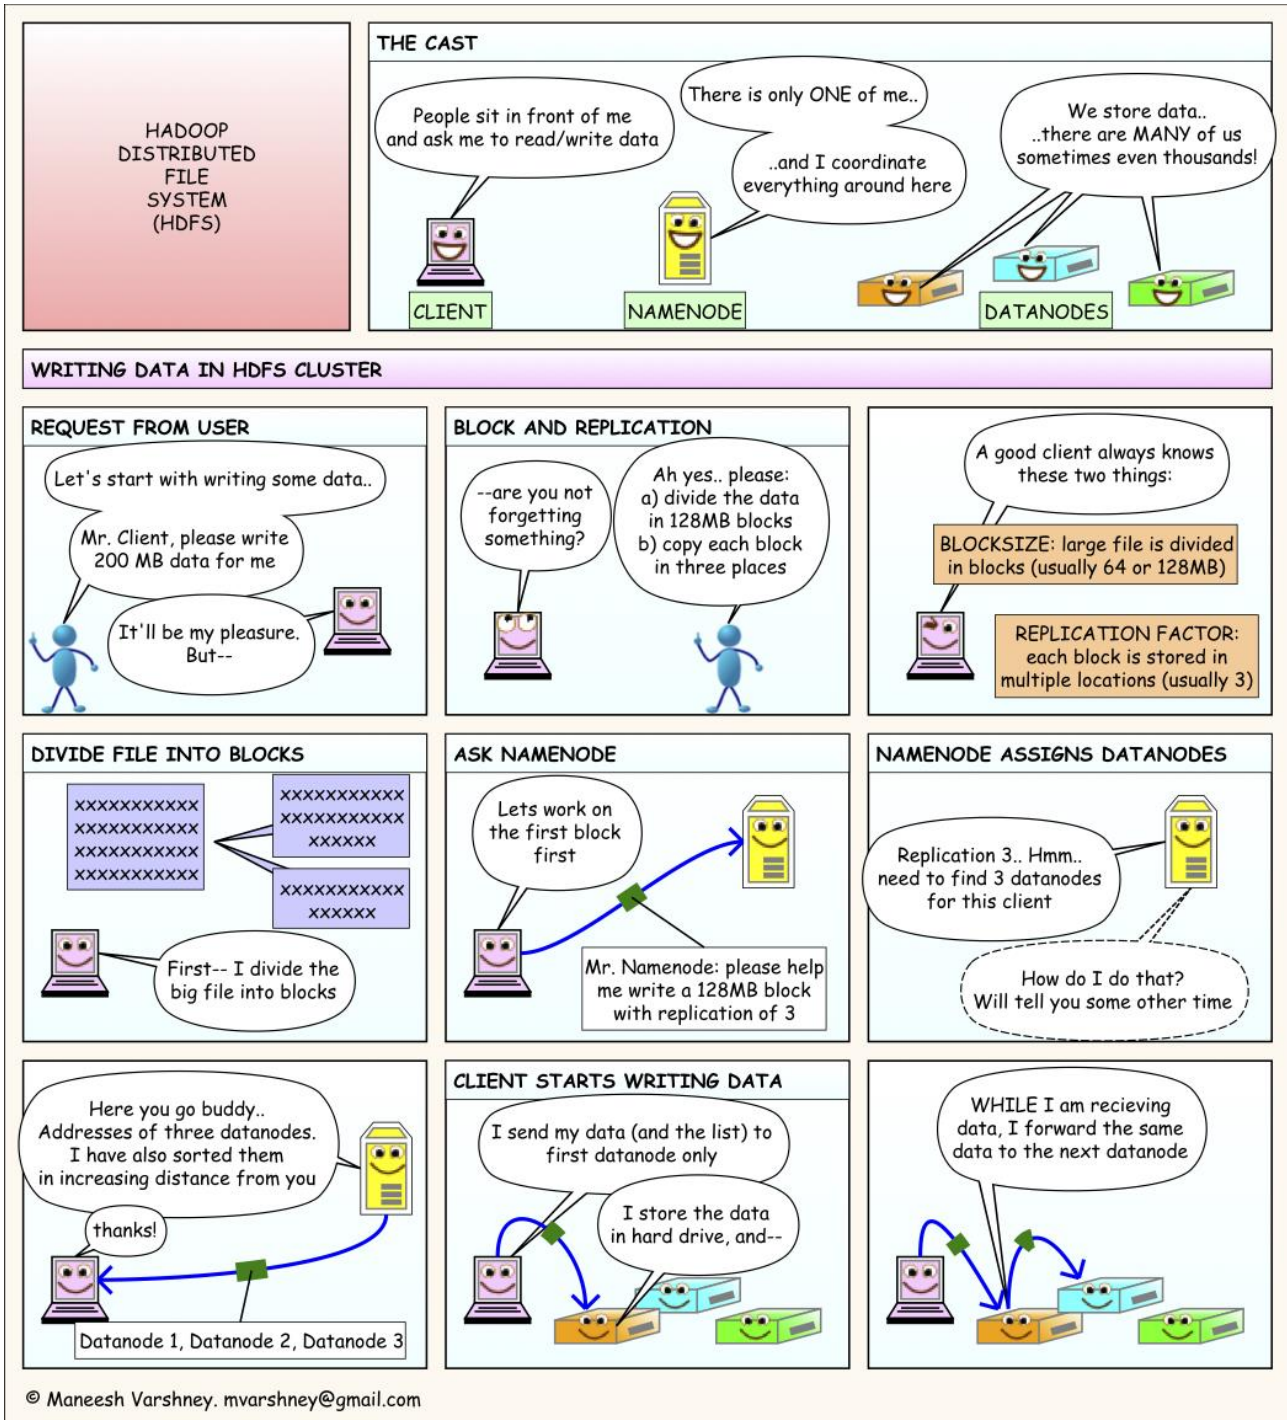 HADOOP
DISTRIBUTED
FILE
SYSTEM
(HDFS)
THE CAST
People sit in front of me
and ask me to read/write data
There is only ONE of me..
..and I coordinate
everything around here
We store data..
..there are MANY of us
sometimes even thousands!
CLIENT
NAMENODE
DATANODES
WRITING DATA IN HDFS CLUSTER
REQUEST FROM USER
Let's start with writing some data..
Mr. Client, please write
200 MB data for me
It'll be my pleasure.
But--
BLOCK AND REPLICATION
--are you not
forgetting
something?
Ah yes.. please:
a) divide the data
in 128MB blocks
b) copy each block
in three places
A good client always knows
these two things:
BLOCKSIZE: large file is divided
in blocks (usually 64 or 128MB)
REPLICATION FACTOR:
each block is stored in
multiple locations (usually 3)
DIVIDE FILE INTO BLOCKS
xxxxxxxxxxx
xxxxxxxxxxx
xxxxxxxxxxx
xxxxxxxxxxx
xxxxxxxxxxx
xxxxxxxxxxx
xxxxxx
xxxxxxxxxxx
xxxxxx
First-- I divide the
big file into blocks
ASK NAMENODE
Lets work on
the first block
first
Mr. Namenode: please help
me write a 128MB block
with replication of 3
NAMENODE ASSIGNS DATANODES
Replication 3.. Hmm..
need to find 3 datanodes
for this client
How do I do that?
Will tell you some other time
Here you go buddy..
Addresses of three datanodes.
I have also sorted them
in increasing distance from you
thanks!
Datanode 1, Datanode 2, Datanode 3
CLIENT STARTS WRITING DATA
I send my data (and the list) to
first datanode only
I store the data
in hard drive, and--
WHILE I am recieving
data, I forward the same
data to the next datanode
© Maneesh Varshney. mvarshney@gmail.com